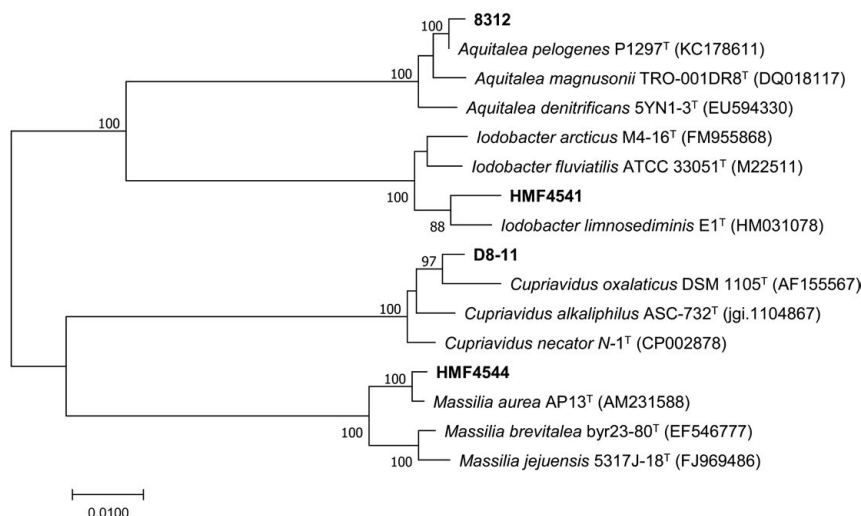 100 8312
Aquitalea pelogenes P1297ᵀ (KC178611)
100 Aquitalea magnusonii TRO-001DR8ᵀ (DQ018117)
Aquitalea denitrificans 5YN1-3ᵀ (EU594330)
100 Iodobacter arcticus M4-16ᵀ (FM955868)
Iodobacter fluviatilis ATCC 33051ᵀ (M22511)
100 HMF4541
88 Iodobacter limnosediminis E1ᵀ (HM031078)
D8-11
97 Cupriavidus oxalaticus DSM 1105ᵀ (AF155567)
100 Cupriavidus alkaliphilus ASC-732ᵀ (jgi.1104867)
Cupriavidus necator N-1ᵀ (CP002878)
100 HMF4544
Massilia aurea AP13ᵀ (AM231588)
100 Massilia brevitalea byr23-80ᵀ (EF546777)
100 Massilia jejuensis 5317J-18ᵀ (FJ969486)
0.0100